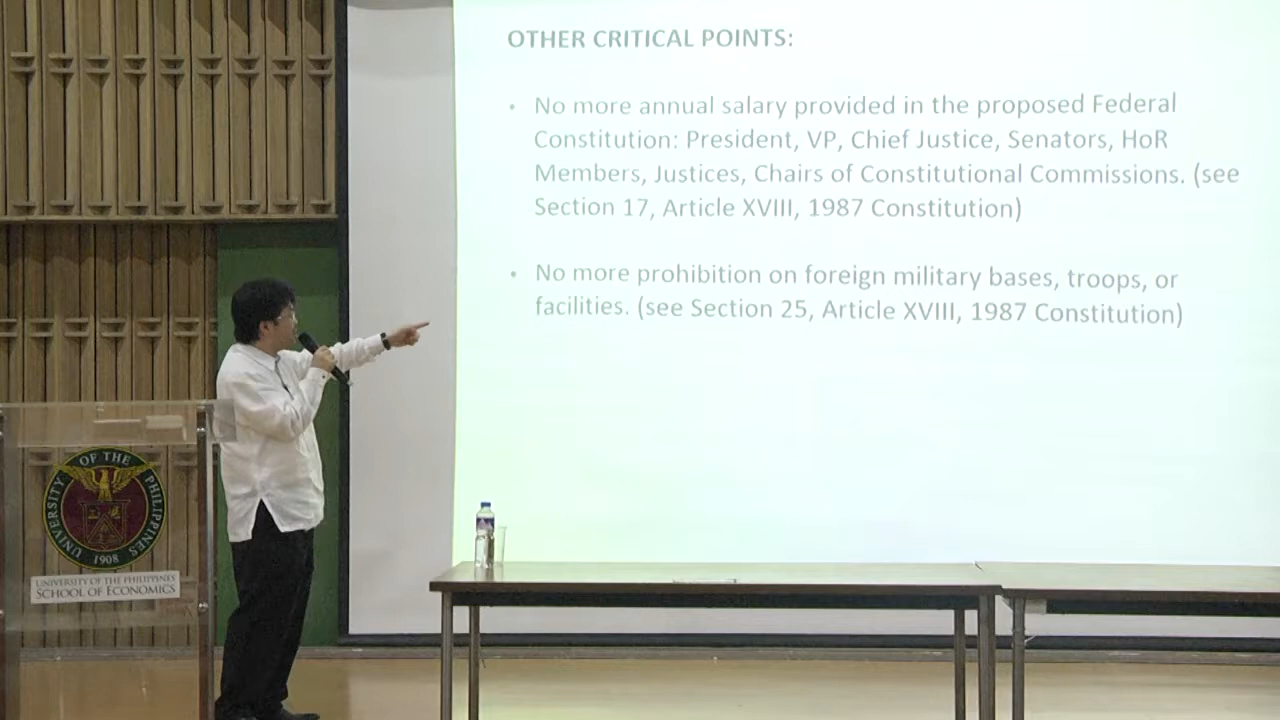 OTHER CRITICAL POINTS:
• No more annual salary provided in the proposed Federal
Constitution: President, VP, Chief Justice, Senators, HoR
Members, Justices, Chairs of Constitutional Commissions. (see
Section 17, Article XVIII, 1987 Constitution)
• No more prohibition on foreign military bases, troops, or
facilities. (see Section 25, Article XVIII, 1987 Constitution)
UNIVERSITY OF THE PHILIPPINES
1908
UNIVERSITY OF THE PHILIPPINES
SCHOOL OF ECONOMICS